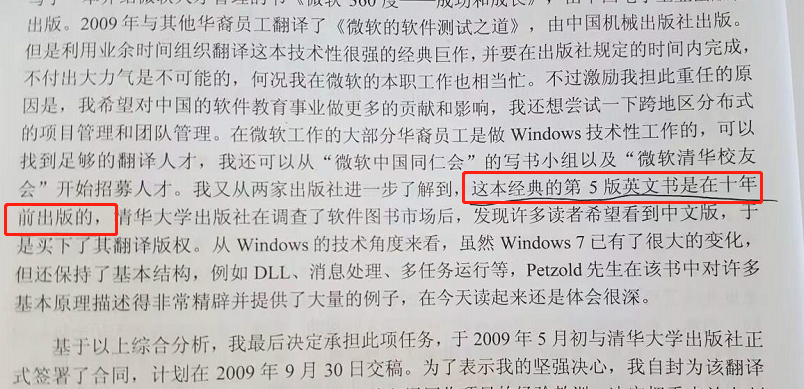 出版。2009 年与其他华裔员工翻译了《微软的软件测试之道》，由中国机械出版社出版。
但是利用业余时间组织翻译这本技术性很强的经典巨作，并要在出版社规定的时间内完成，
不付出大力气是不可能的，何况我在微软的本职工作也相当忙。不过激励我担此重任的原
因是，我希望对中国的软件教育事业做更多的贡献和影响，我还想尝试一下跨地区分布式
的项目管理和团队管理。在微软工作的大部分华裔员工是做 Windows 技术性工作的，可以
找到足够的翻译人才，我还可以从“微软中国同仁会”的写书小组以及“微软清华校友
会”开始招募人才。我又从两家出版社进一步了解到，这本经典的第 5 版英文书是在十年
前出版的，清华大学出版社在调查了软件图书市场后，发现许多读者希望看到中文版，于
是买下了其翻译版权。从 Windows 的技术角度来看，虽然 Windows 7 已有了很大的变化，
但还保持了基本结构，例如 DLL、消息处理、多任务运行等，Petzold 先生在该书中对许多
基本原理描述得非常精辟并提供了大量的例子，在今天读起来还是体会很深。
基于以上综合分析，我最后决定承担此项任务，于 2009 年 5 月初与清华大学出版社正
式签署了合同，计划在 2009 年 9 月 30 日交稿。为了表示我的坚强决心，我自封为该翻译